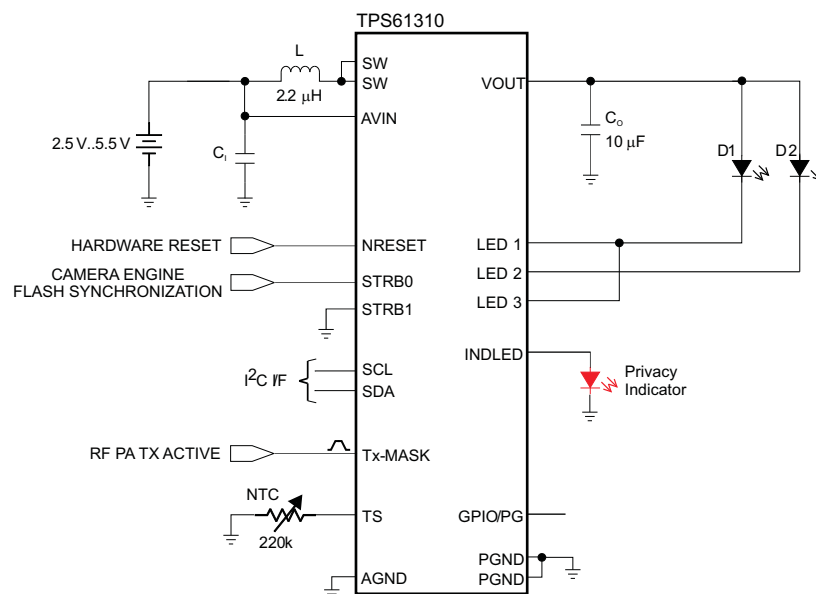 TPS61310
L
2.2 μH
SW
SW
AVIN
2.5 V..5.5 V
C_I
VOUT
C_O
10 μF
D1
D2
HARDWARE RESET
NRESET
CAMERA ENGINE
FLASH SYNCHRONIZATION
STRB0
STRB1
LED 1
LED 2
LED 3
INDLED
Privacy
Indicator
I²C I/F
SCL
SDA
RF PA TX ACTIVE
Tx-MASK
NTC
220k
TS
GPIO/PG
AGND
PGND
PGND